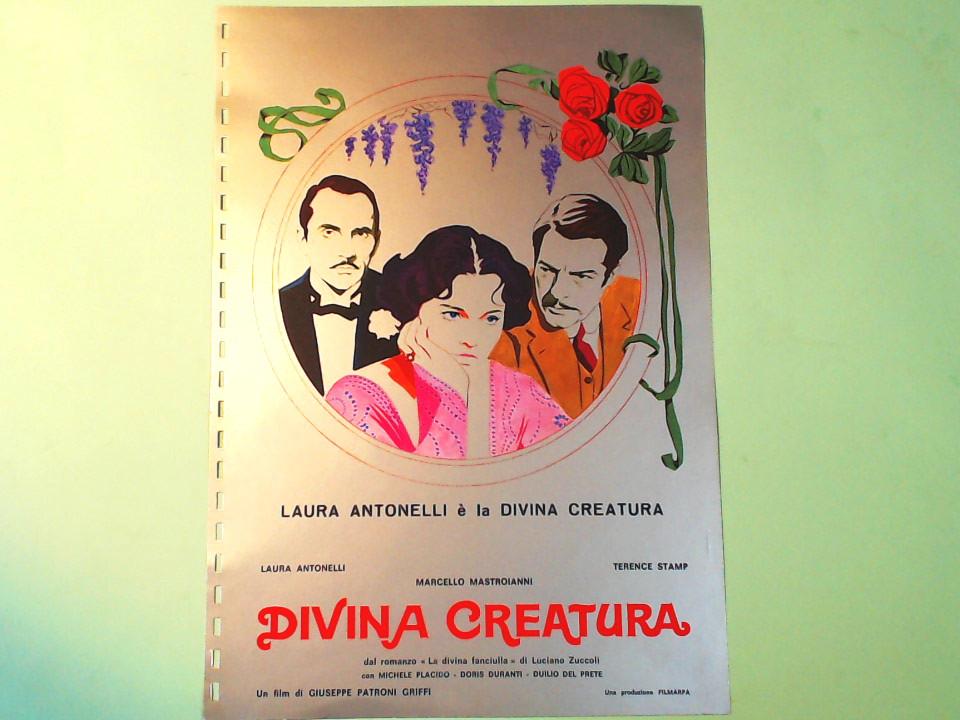 LAURA ANTONELLI è la DIVINA CREATURA
LAURA ANTONELLI
TERENCE STAMP
MARCELLO MASTROIANNI
DIVINA CREATURA
dal romanzo « La divina fanciulla » di Luciano Zuccoli
con MICHELE PLACIDO - DORIS DURANTI - DUILIO DEL PRETE
Un film di GIUSEPPE PATRONI GRIFFI
Una produzione FILMARPA